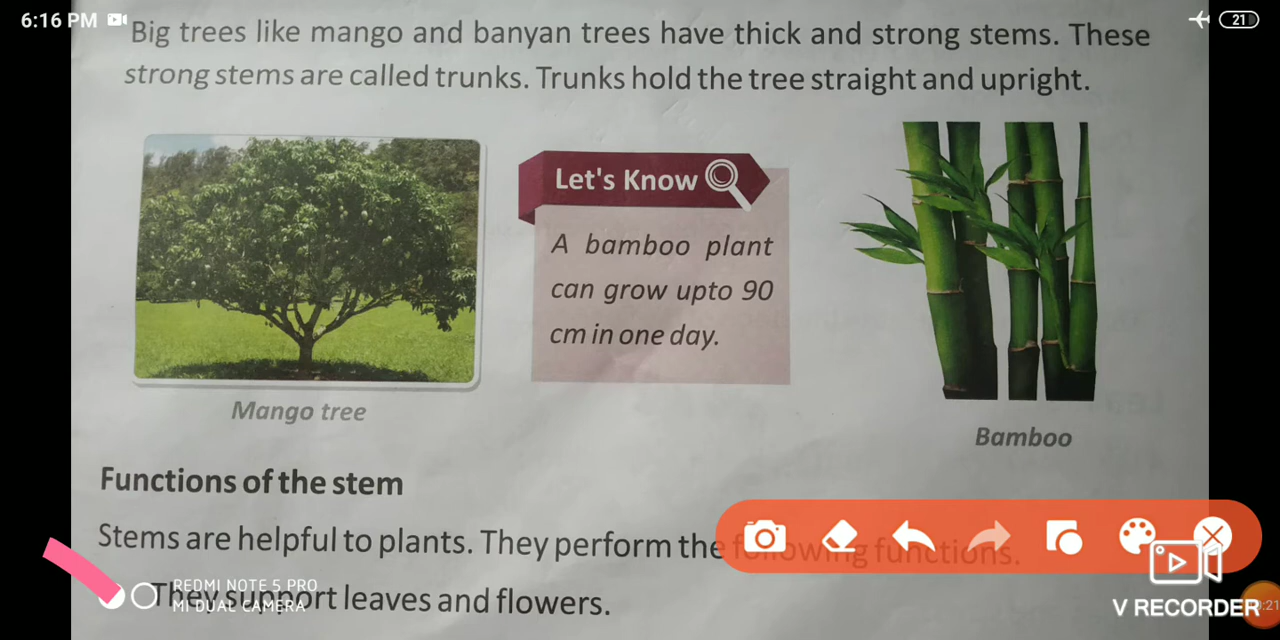 6:16 PM
21
Big trees like mango and banyan trees have thick and strong stems. These
strong stems are called trunks. Trunks hold the tree straight and upright.
Let's Know
A bamboo plant
can grow upto 90
cm in one day.
Mango tree
Bamboo
Functions of the stem
Stems are helpful to plants. They perform the following functions.
They support leaves and flowers.
REDMI NOTE 5 PRO
MI DUAL CAMERA
V RECORDER
:21